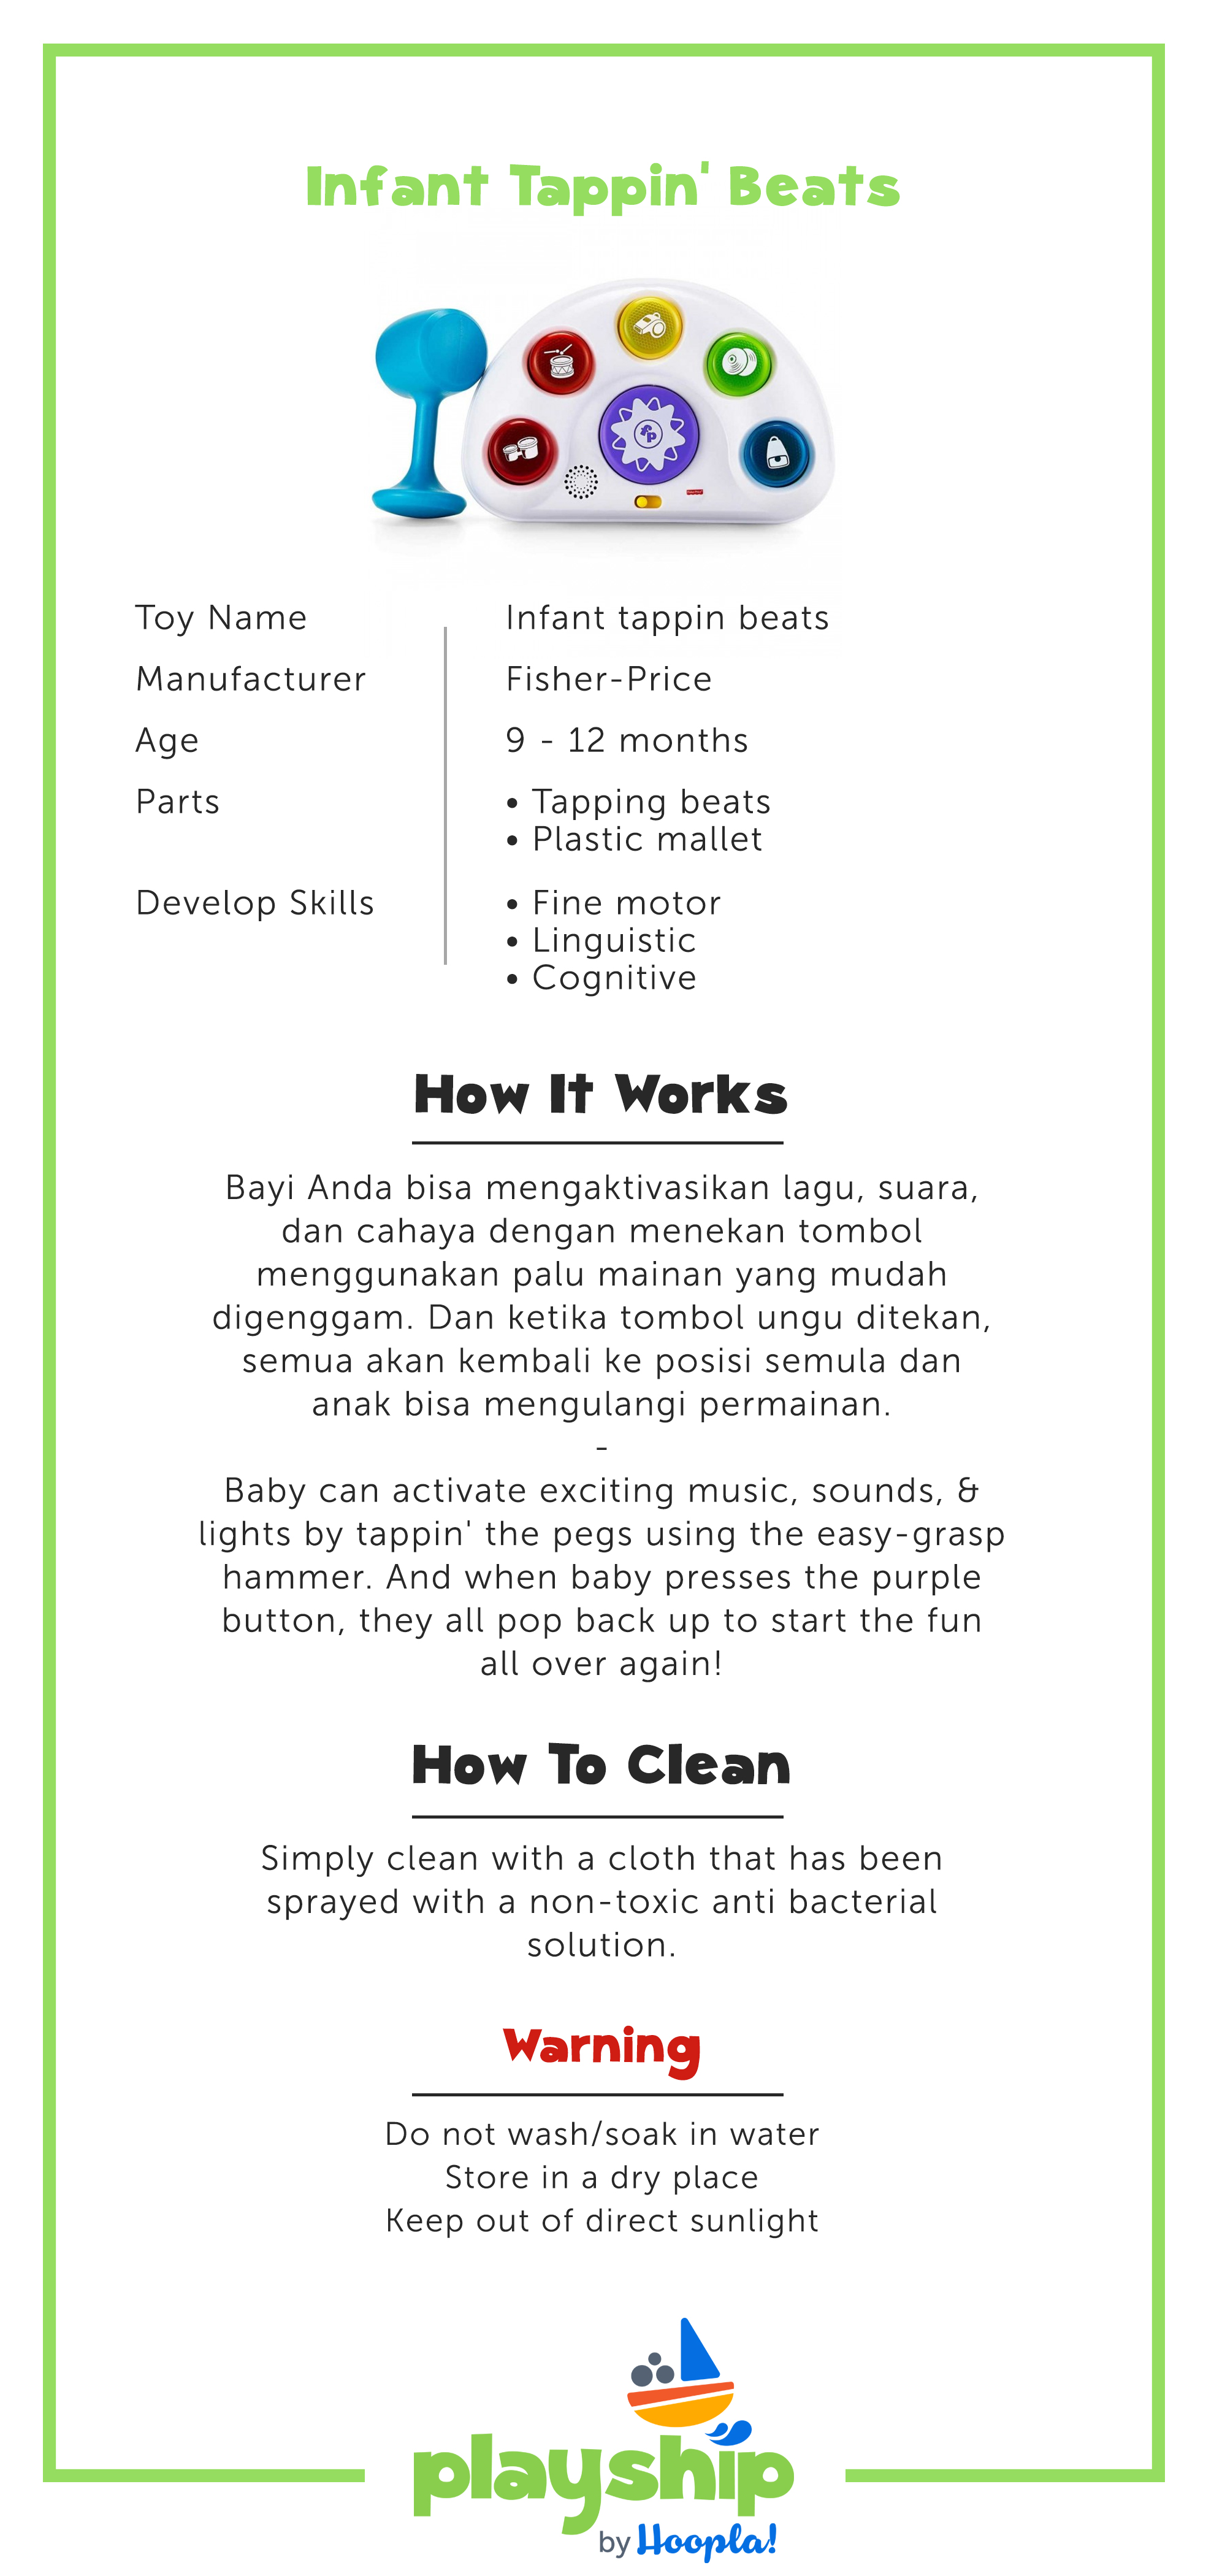 Infant Tappin' Beats
fp
Toy Name
Infant tappin beats
Manufacturer
Fisher-Price
Age
9 - 12 months
Parts
• Tapping beats
• Plastic mallet
Develop Skills
• Fine motor
• Linguistic
• Cognitive
How It Works
Bayi Anda bisa mengaktivasikan lagu, suara,
dan cahaya dengan menekan tombol
menggunakan palu mainan yang mudah
digenggam. Dan ketika tombol ungu ditekan,
semua akan kembali ke posisi semula dan
anak bisa mengulangi permainan.
-
Baby can activate exciting music, sounds, &
lights by tappin' the pegs using the easy-grasp
hammer. And when baby presses the purple
button, they all pop back up to start the fun
all over again!
How To Clean
Simply clean with a cloth that has been
sprayed with a non-toxic anti bacterial
solution.
Warning
Do not wash/soak in water
Store in a dry place
Keep out of direct sunlight
playship
by Hoopla!